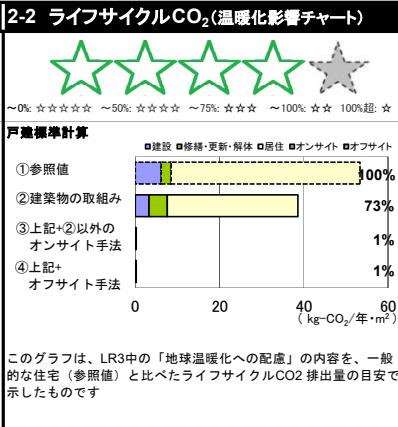 2-2 ライフサイクルCO₂(温暖化影響チャート)
～0%: ☆☆☆☆☆ ～50%: ☆☆☆☆ ～75%: ☆☆☆ ～100%: ☆☆ 100%超: ☆
戸建標準計算
■建設 ■修繕・更新・解体 □居住 ■オンサイト ■オフサイト
①参照値
100%
②建築物の取組み
73%
③上記+②以外の
オンサイト手法
1%
④上記+
オフサイト手法
1%
0 20 40 60
( kg-CO₂/年・m² )
このグラフは、LR3中の「地球温暖化への配慮」の内容を、一般
的な住宅（参照値）と比べたライフサイクルCO2 排出量の目安で
示したものです